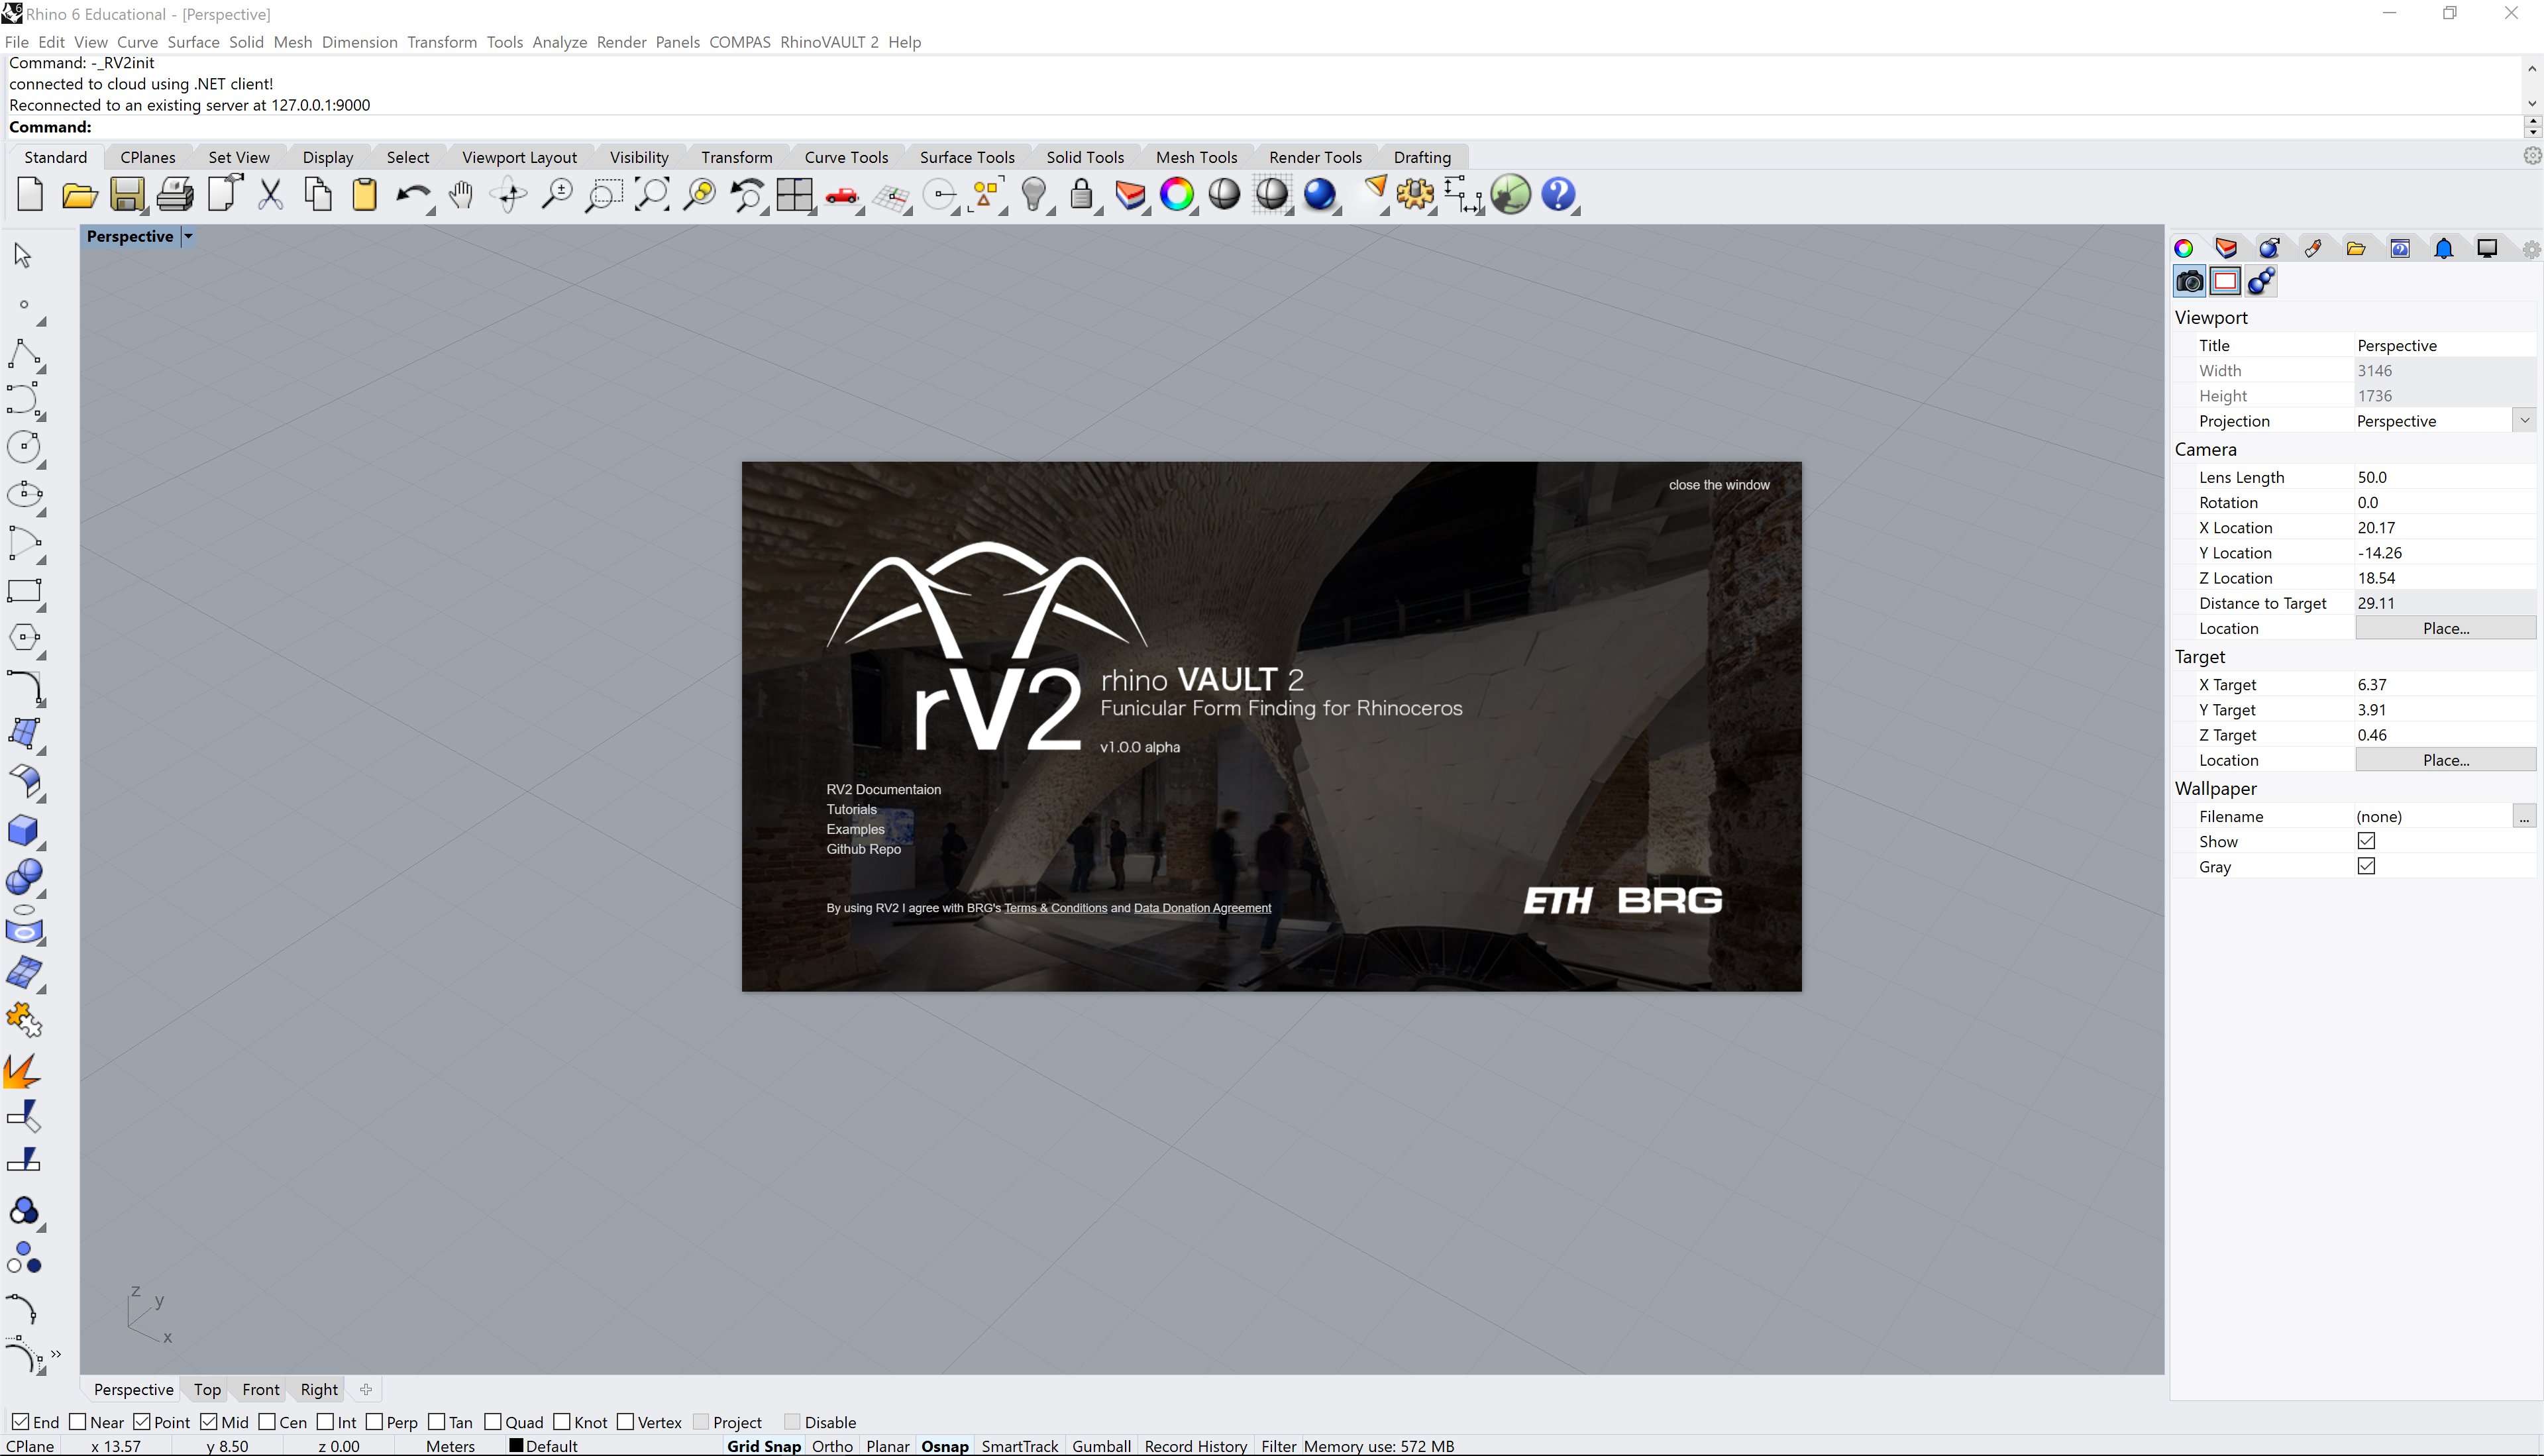 Rhino 6 Educational - [Perspective]
File Edit View Curve Surface Solid Mesh Dimension Transform Tools Analyze Render Panels COMPAS RhinoVAULT 2 Help
Command: -_RV2init
connected to cloud using .NET client!
Reconnected to an existing server at 127.0.0.1:9000
Command:
Standard CPlanes Set View Display Select Viewport Layout Visibility Transform Curve Tools Surface Tools Solid Tools Mesh Tools Render Tools Drafting
Perspective
close the window
rV2
rhino VAULT 2
Funicular Form Finding for Rhinoceros
v1.0.0 alpha
RV2 Documentaion
Tutorials
Examples
Github Repo
By using RV2 I agree with BRG's Terms & Conditions and Data Donation Agreement
ETH BRG
Viewport
Title Perspective
Width 3146
Height 1736
Projection Perspective
Camera
Lens Length 50.0
Rotation 0.0
X Location 20.17
Y Location -14.26
Z Location 18.54
Distance to Target 29.11
Location Place...
Target
X Target 6.37
Y Target 3.91
Z Target 0.46
Location Place...
Wallpaper
Filename (none) ...
Show
Gray
z
y
x
Perspective Top Front Right
End Near Point Mid Cen Int Perp Tan Quad Knot Vertex Project Disable
CPlane x 13.57 y 8.50 z 0.00 Meters Default Grid Snap Ortho Planar Osnap SmartTrack Gumball Record History Filter Memory use: 572 MB